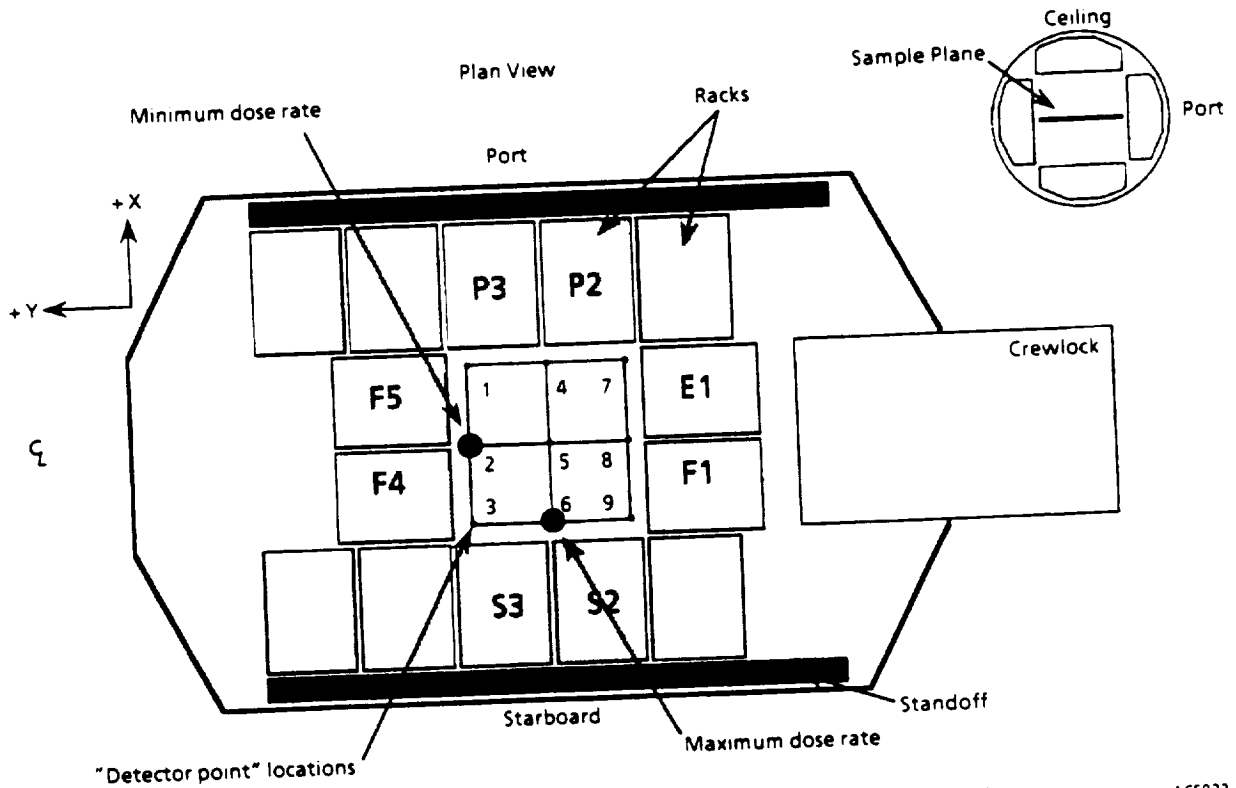 Ceiling
Sample Plane
Port
Plan View
Racks
Minimum dose rate
Port
+ X
+ Y
P3
P2
Crewlock
F5
1
4
7
E1
℄
F4
2
5
8
F1
3
6
9
S3
S2
Standoff
Starboard
Maximum dose rate
"Detector point" locations